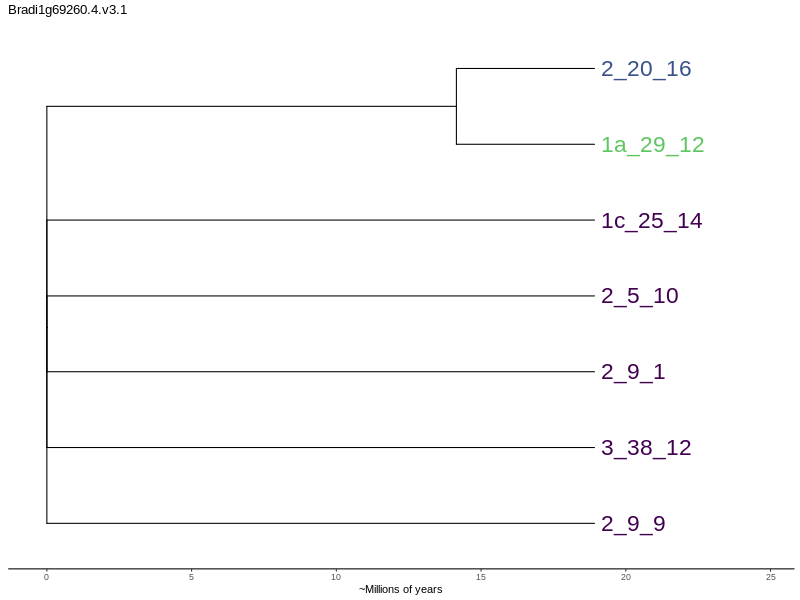 Bradi1g69260.4.v3.1
2_20_16
1a_29_12
1c_25_14
2_5_10
2_9_1
3_38_12
2_9_9
0 5 10 15 20 25
~Millions of years